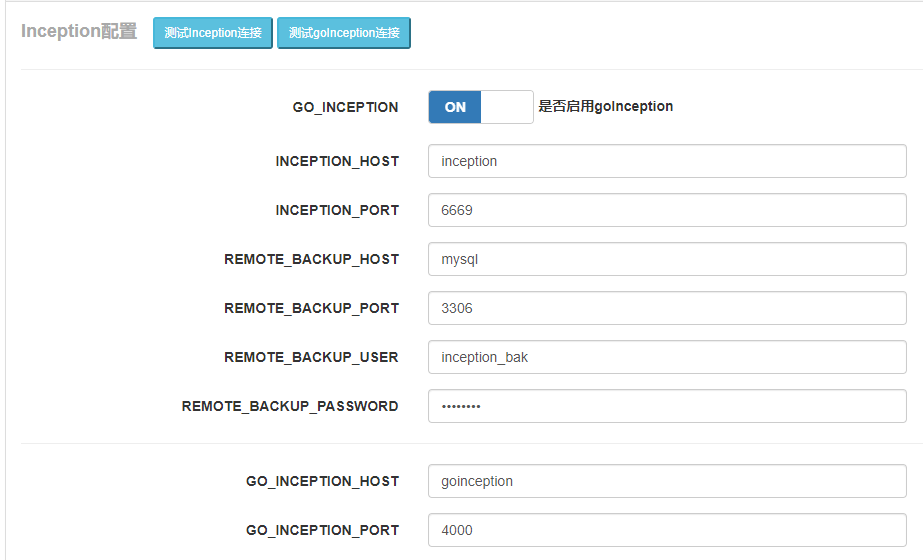 Inception配置 测试Inception连接 测试goInception连接
GO_INCEPTION ON 是否启用goInception
INCEPTION_HOST inception
INCEPTION_PORT 6669
REMOTE_BACKUP_HOST mysql
REMOTE_BACKUP_PORT 3306
REMOTE_BACKUP_USER inception_bak
REMOTE_BACKUP_PASSWORD ••••••••
GO_INCEPTION_HOST goinception
GO_INCEPTION_PORT 4000